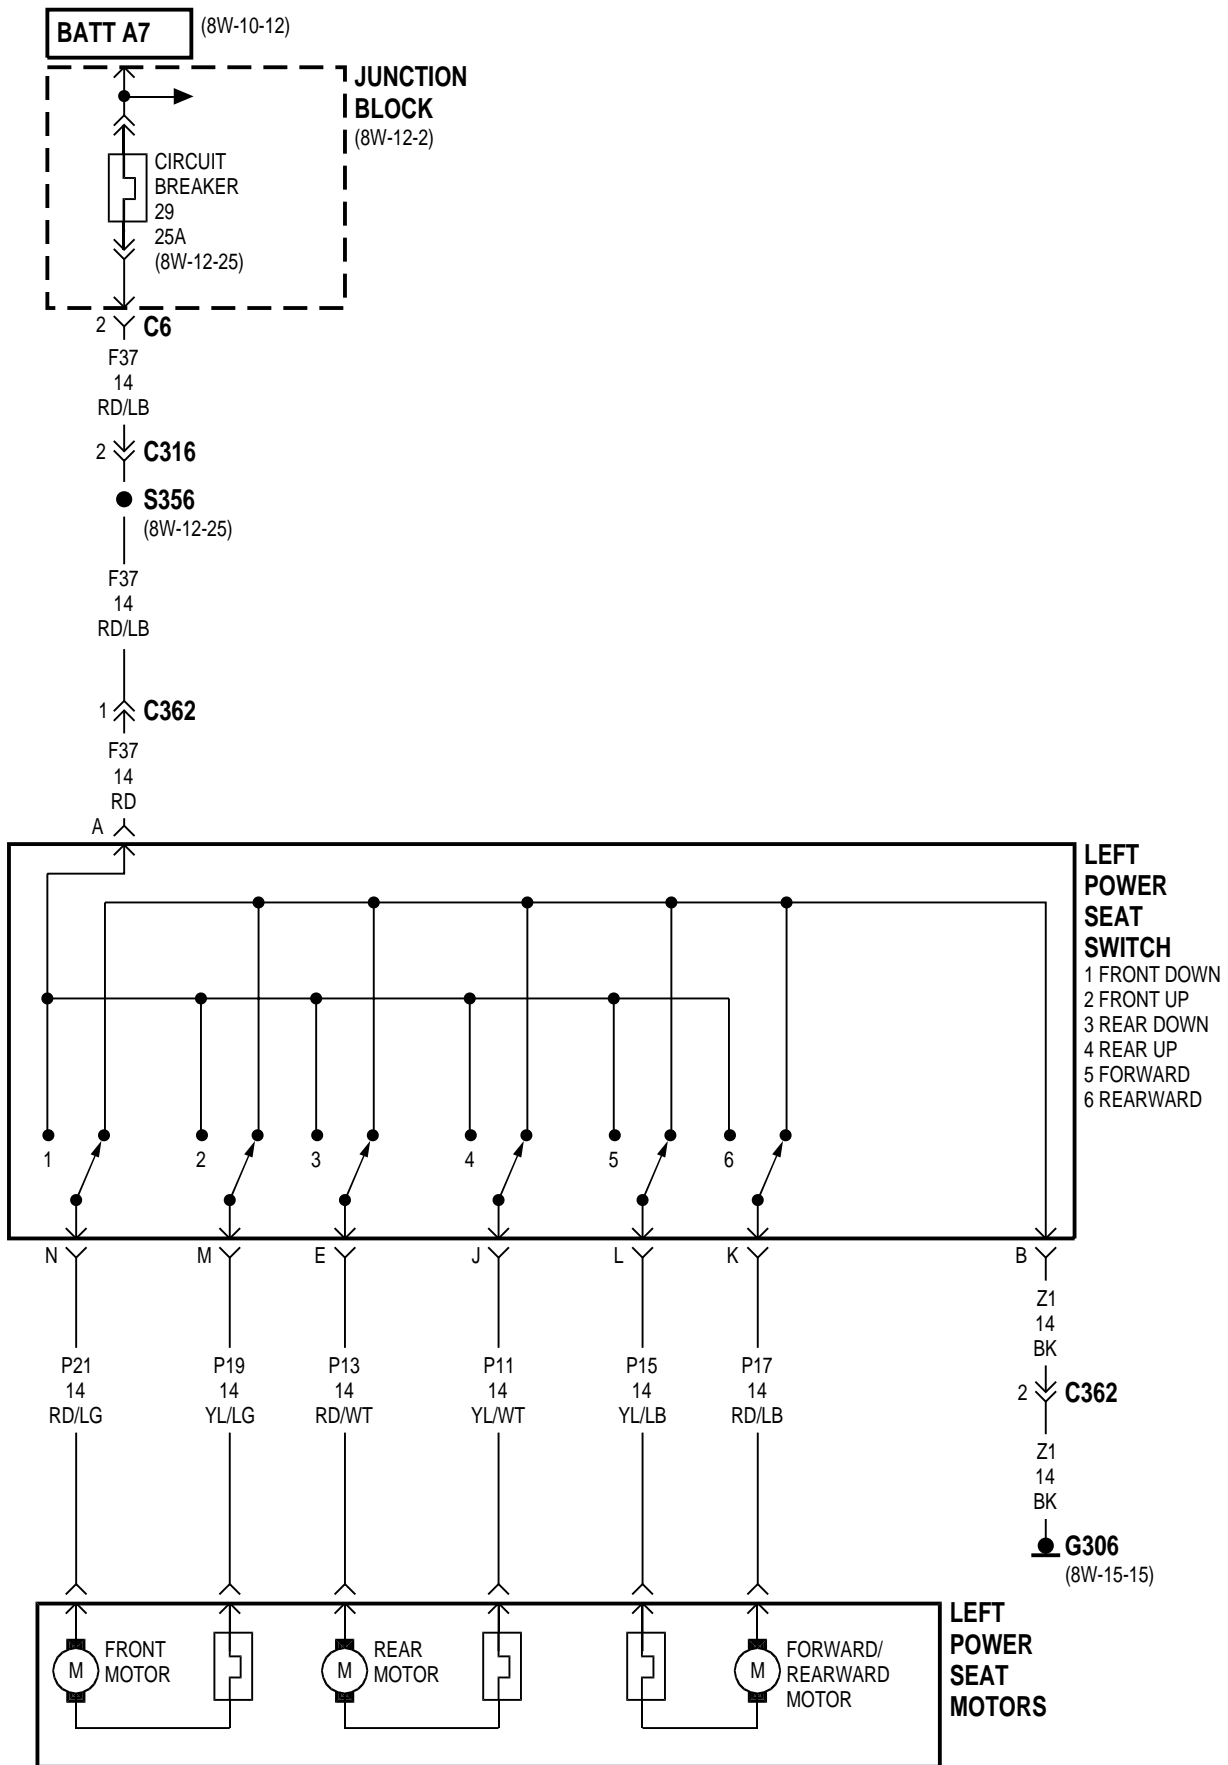 BATT A7
(8W-10-12)
JUNCTION
BLOCK
(8W-12-2)
CIRCUIT
BREAKER
29
25A
(8W-12-25)
2
C6
F37
14
RD/LB
2
C316
S356
(8W-12-25)
F37
14
RD/LB
1
C362
F37
14
RD
A
LEFT
POWER
SEAT
SWITCH
1 FRONT DOWN
2 FRONT UP
3 REAR DOWN
4 REAR UP
5 FORWARD
6 REARWARD
1
2
3
4
5
6
N
M
E
J
L
K
B
P21
14
RD/LG
P19
14
YL/LG
P13
14
RD/WT
P11
14
YL/WT
P15
14
YL/LB
P17
14
RD/LB
Z1
14
BK
2
C362
Z1
14
BK
G306
(8W-15-15)
M
FRONT
MOTOR
M
REAR
MOTOR
M
FORWARD/
REARWARD
MOTOR
LEFT
POWER
SEAT
MOTORS